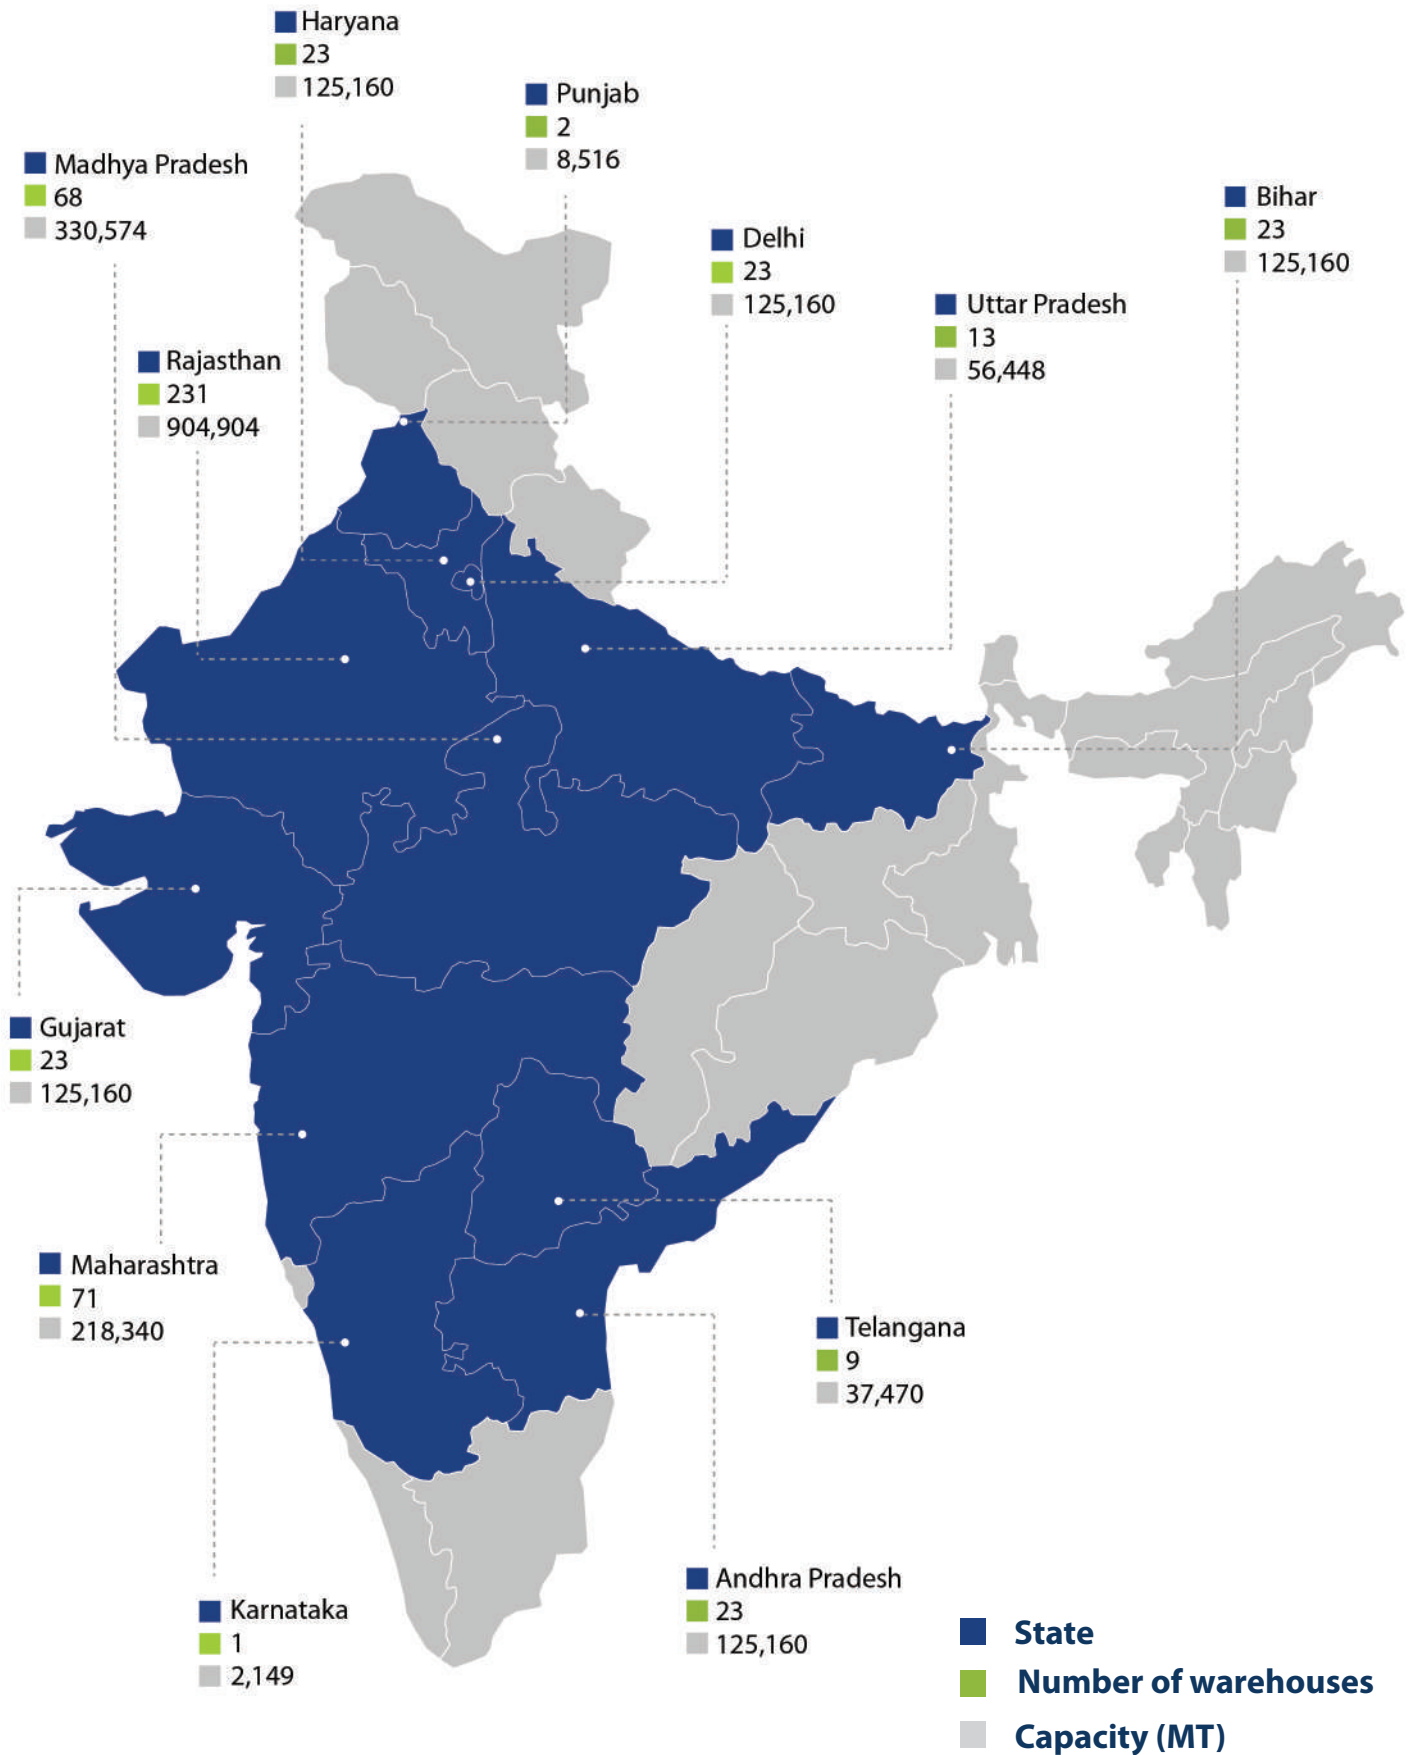 Haryana
23
125,160
Punjab
2
8,516
Madhya Pradesh
68
330,574
Bihar
23
125,160
Delhi
23
125,160
Uttar Pradesh
13
56,448
Rajasthan
231
904,904
Gujarat
23
125,160
Maharashtra
71
218,340
Telangana
9
37,470
Andhra Pradesh
23
125,160
Karnataka
1
2,149
State
Number of warehouses
Capacity (MT)